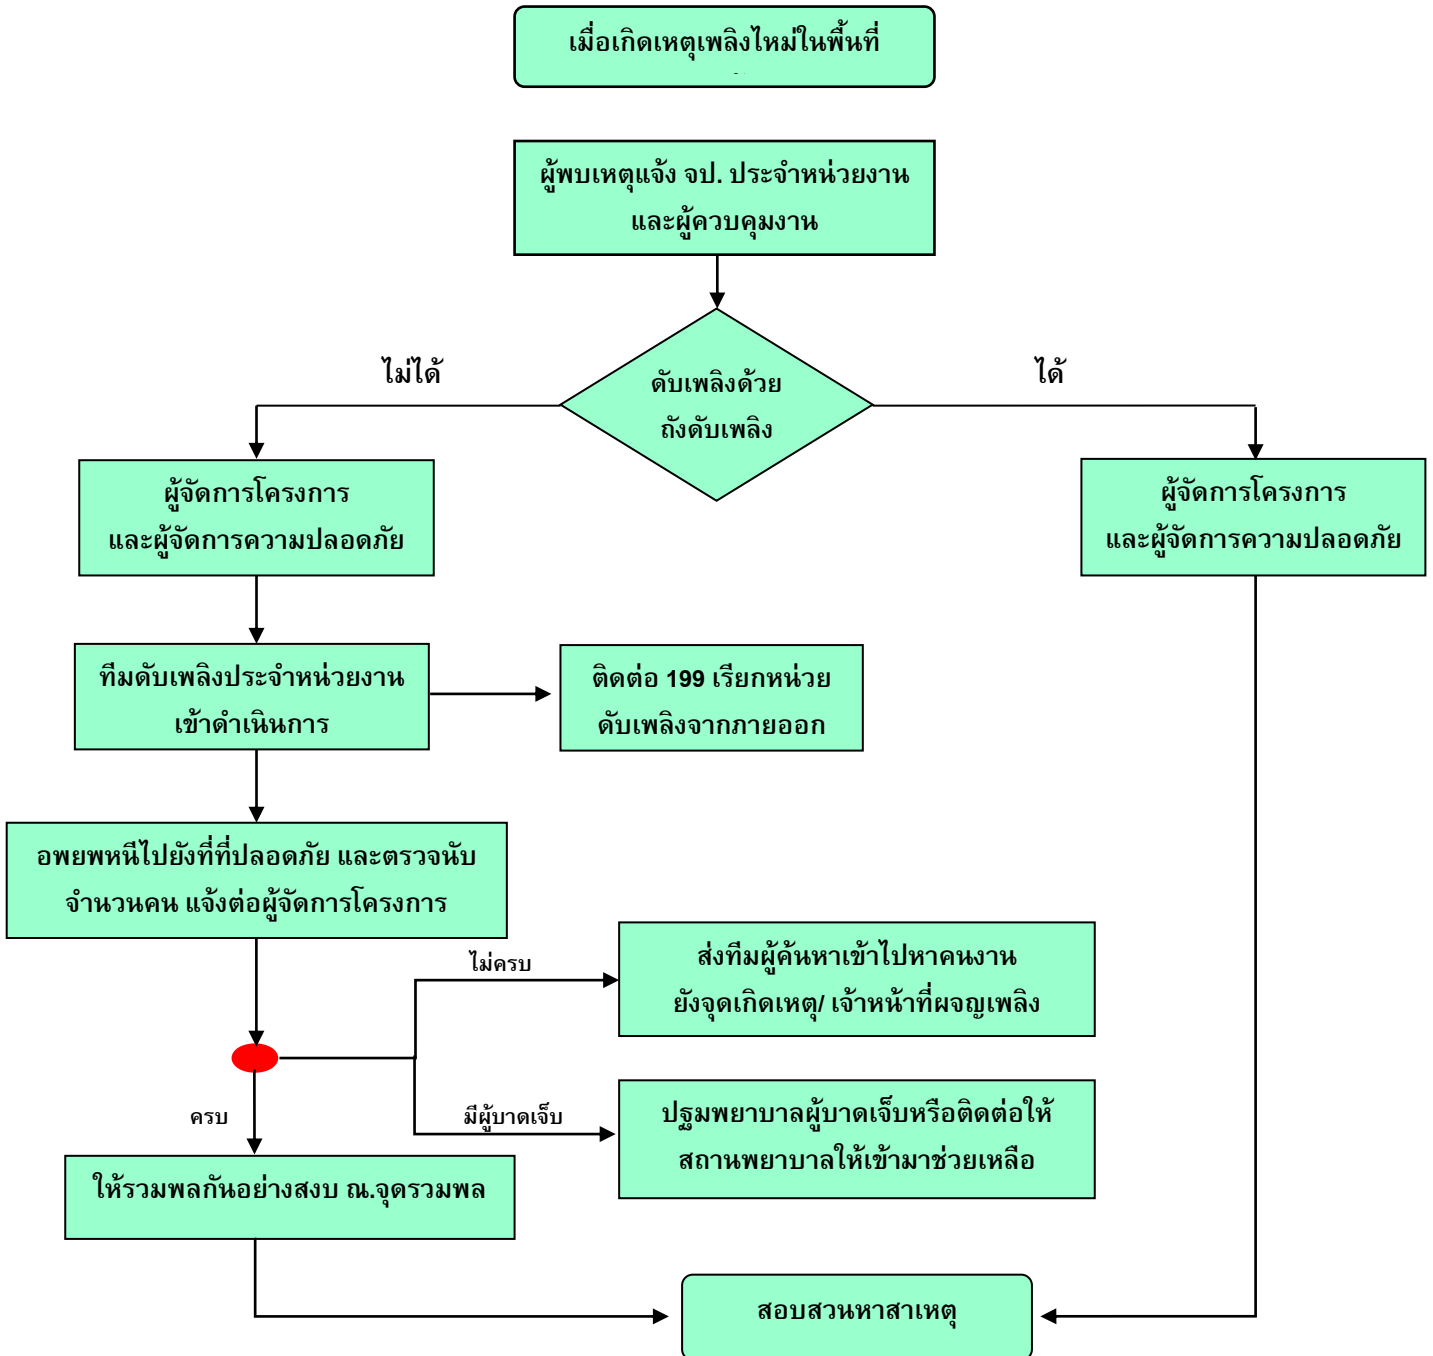 เมื่อเกิดเหตุเพลิงไหม่ในพื้นที่
ผู้พบเหตุแจ้ง จป. ประจำหน่วยงาน
และผู้ควบคุมงาน
ไม่ได้
ดับเพลิงด้วย
ถังดับเพลิง
ได้
ผู้จัดการโครงการ
และผู้จัดการความปลอดภัย
ผู้จัดการโครงการ
และผู้จัดการความปลอดภัย
ทีมดับเพลิงประจำหน่วยงาน
เข้าดำเนินการ
ติดต่อ 199 เรียกหน่วย
ดับเพลิงจากภายออก
อพยพหนีไปยังที่ที่ปลอดภัย และตรวจนับ
จำนวนคน แจ้งต่อผู้จัดการโครงการ
ไม่ครบ
ส่งทีมผู้ค้นหาเข้าไปหาคนงาน
ยังจุดเกิดเหตุ/ เจ้าหน้าที่ผจญเพลิง
ครบ
มีผู้บาดเจ็บ
ปฐมพยาบาลผู้บาดเจ็บหรือติดต่อให้
สถานพยาบาลให้เข้ามาช่วยเหลือ
ให้รวมพลกันอย่างสงบ ณ.จุดรวมพล
สอบสวนหาสาเหตุ